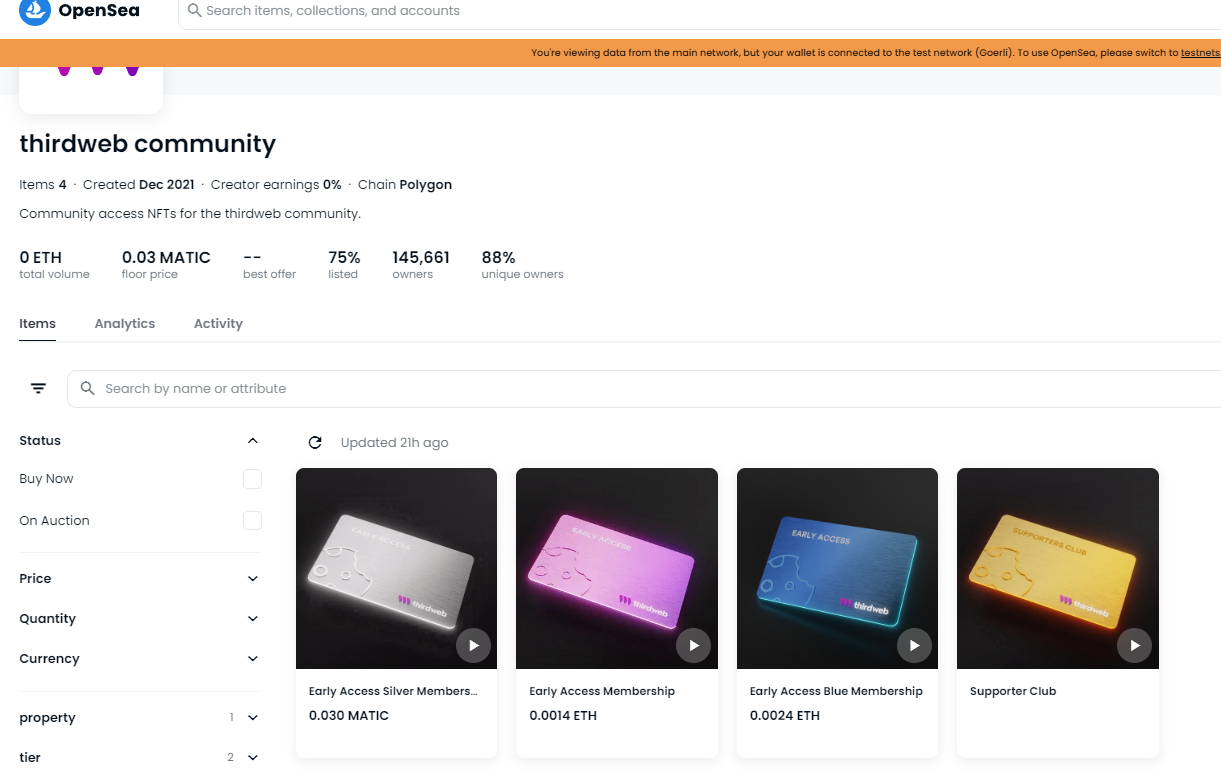 OpenSea
Search items, collections, and accounts
You're viewing data from the main network, but your wallet is connected to the test network (Goerli). To use OpenSea, please switch to testnets.
thirdweb community
Items 4 · Created Dec 2021 · Creator earnings 0% · Chain Polygon
Community access NFTs for the thirdweb community.
0 ETH 0.03 MATIC -- 75% 145,661 88%
total volume floor price best offer listed owners unique owners
Items Analytics Activity
Search by name or attribute
Status
Updated 21h ago
Buy Now
On Auction
Price
Quantity
Currency
property 1
tier 2
EARLY ACCESS
thirdweb
EARLY ACCESS
thirdweb
EARLY ACCESS
thirdweb
SUPPORTERS CLUB
thirdweb
Early Access Silver Members...
0.030 MATIC
Early Access Membership
0.0014 ETH
Early Access Blue Membership
0.0024 ETH
Supporter Club